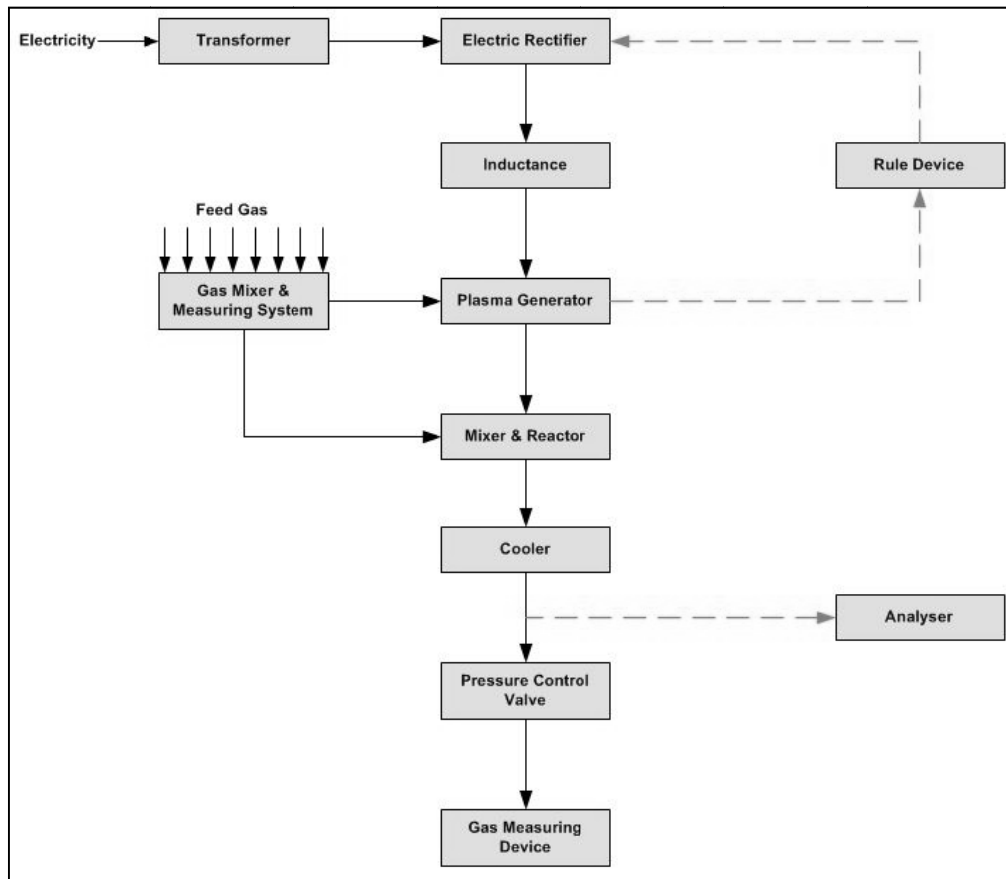 Electricity
Transformer
Electric Rectifier
Inductance
Rule Device
Feed Gas
Gas Mixer &
Measuring System
Plasma Generator
Mixer & Reactor
Cooler
Analyser
Pressure Control
Valve
Gas Measuring
Device